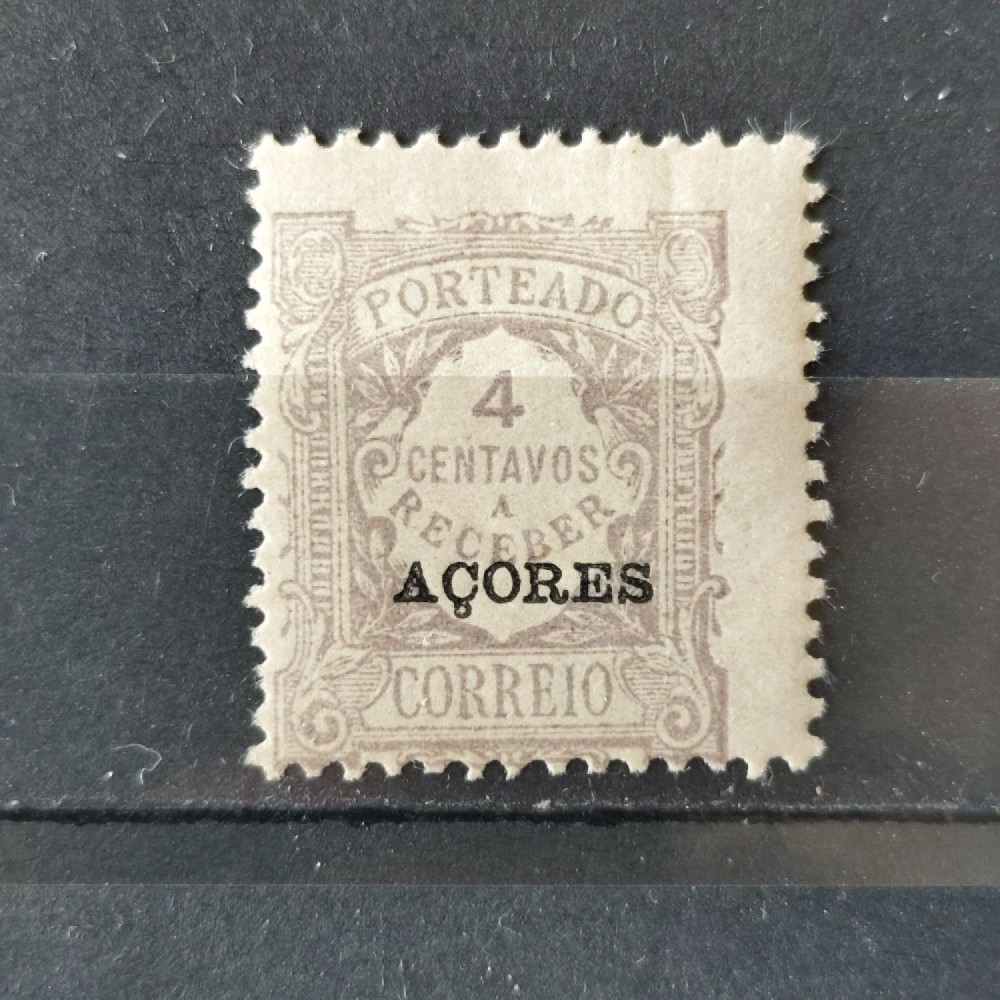 PORTEADO
4
CENTAVOS
A
RECEBER
AÇORES
CORREIO